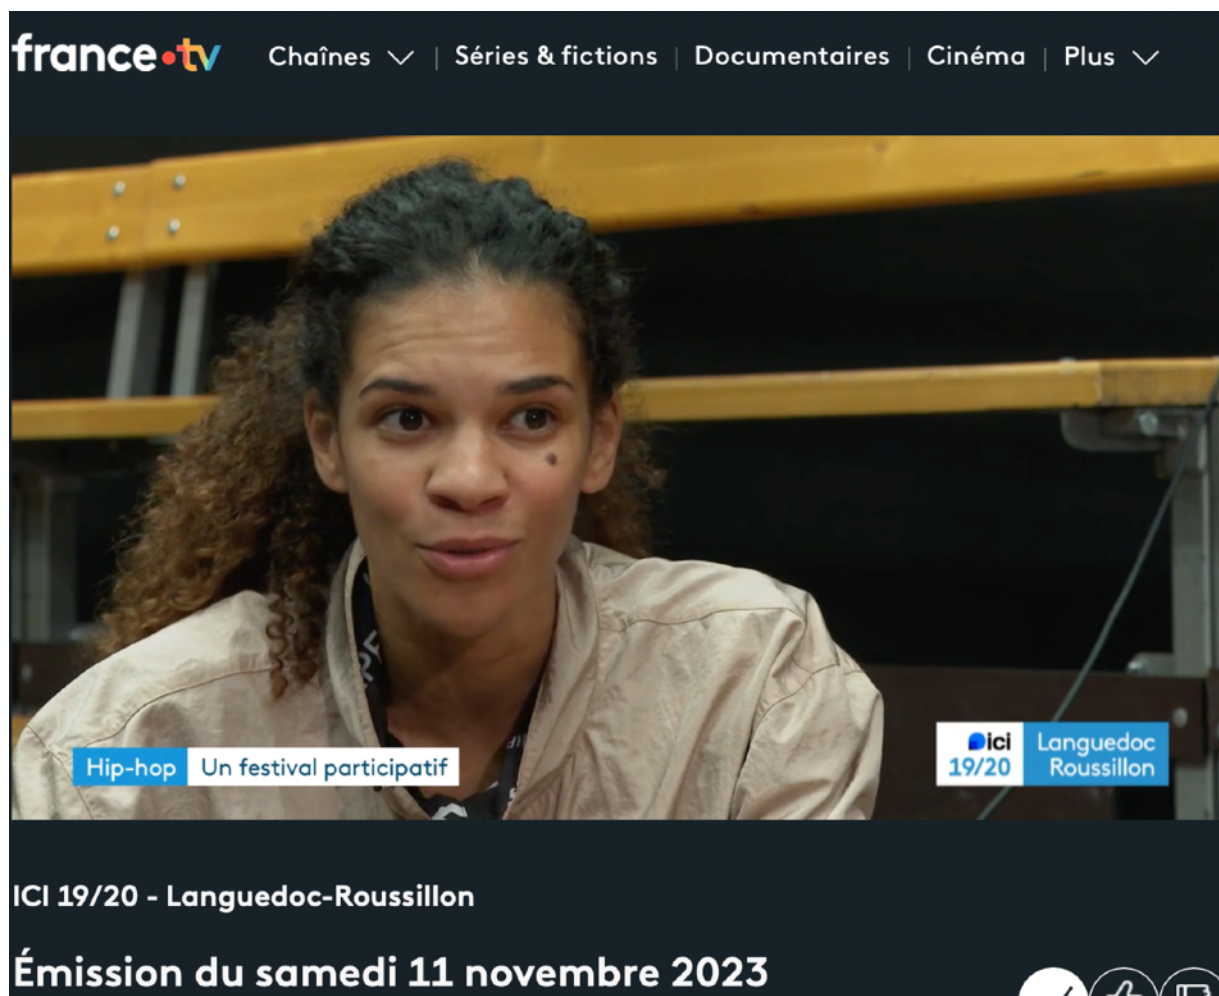 france•tv
Chaînes | Séries & fictions | Documentaires | Cinéma | Plus
Hip-hop Un festival participatif
ici
19/20
Languedoc
Roussillon
ICI 19/20 - Languedoc-Roussillon
Émission du samedi 11 novembre 2023